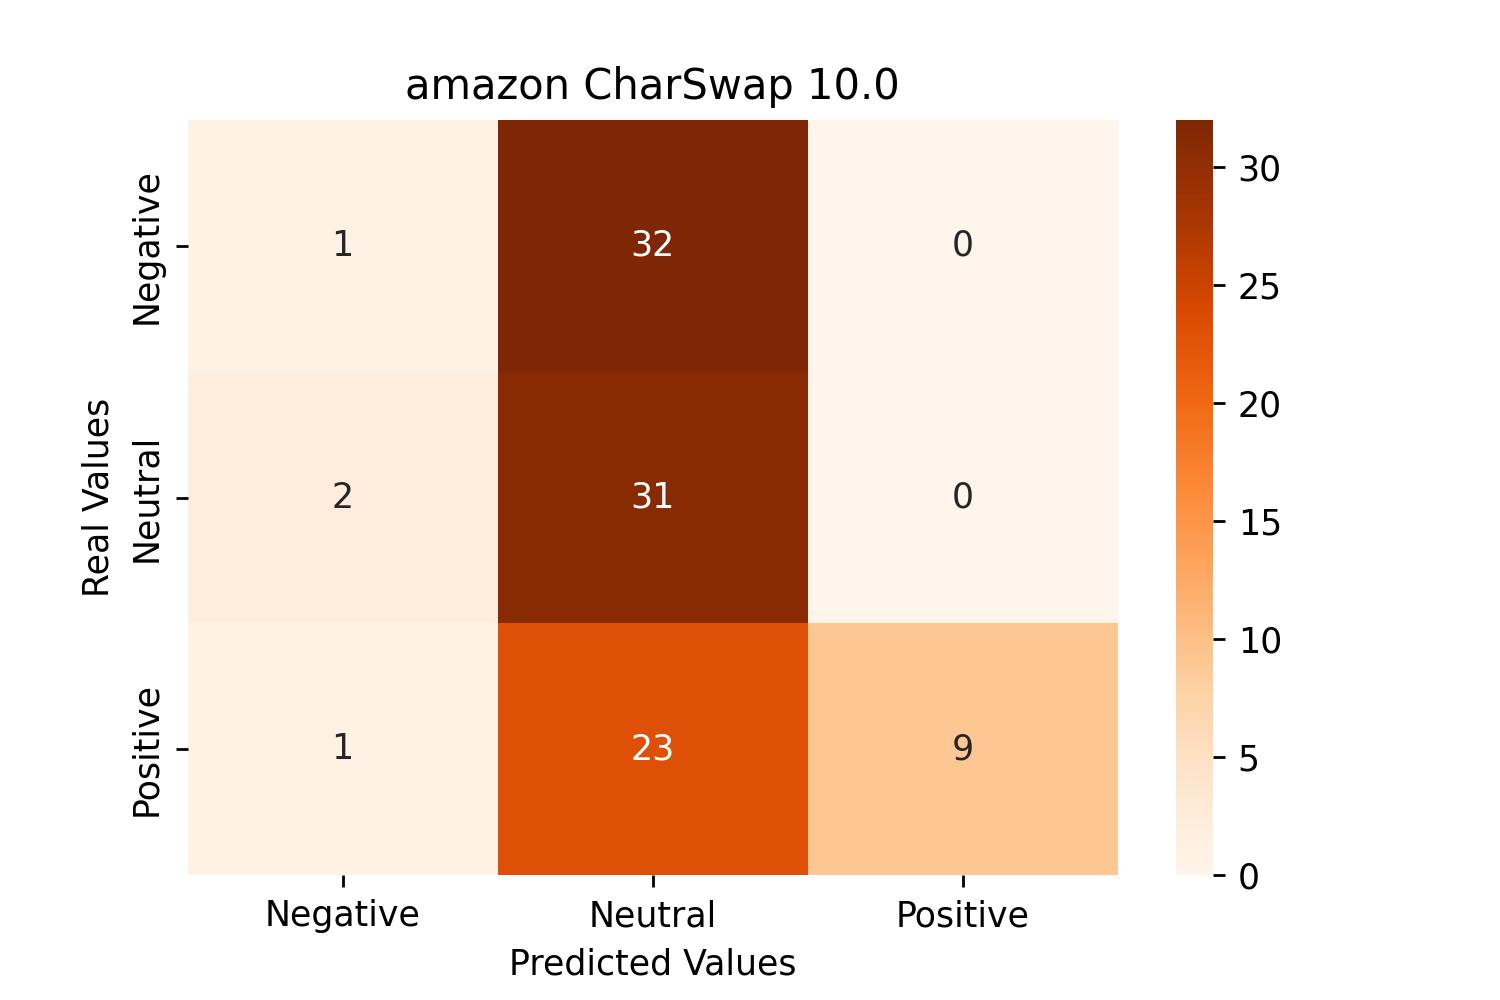 amazon CharSwap 10.0
Real Values
Negative
1 32 0
Neutral
2 31 0
Positive
1 23 9
Negative Neutral Positive
Predicted Values
30
25
20
15
10
5
0